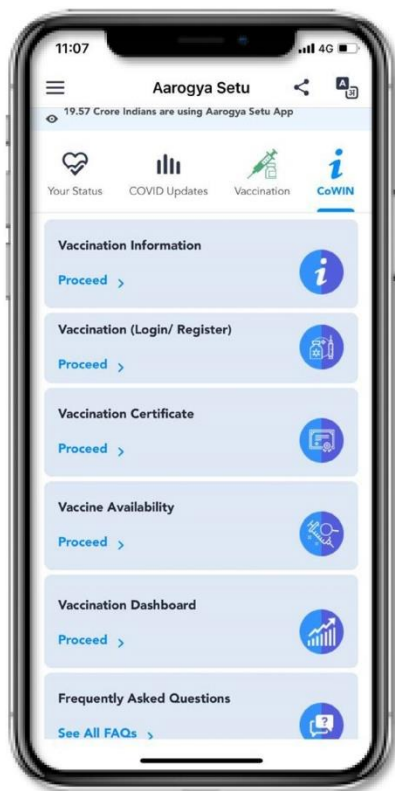 11:07
4G
Aarogya Setu
A
अ
19.57 Crore Indians are using Aarogya Setu App
Your Status
COVID Updates
Vaccination
i
CoWIN
Vaccination Information
Proceed >
i
Vaccination (Login/ Register)
Proceed >
Vaccination Certificate
Proceed >
Vaccine Availability
Proceed >
Vaccination Dashboard
Proceed >
Frequently Asked Questions
See All FAQs >
?